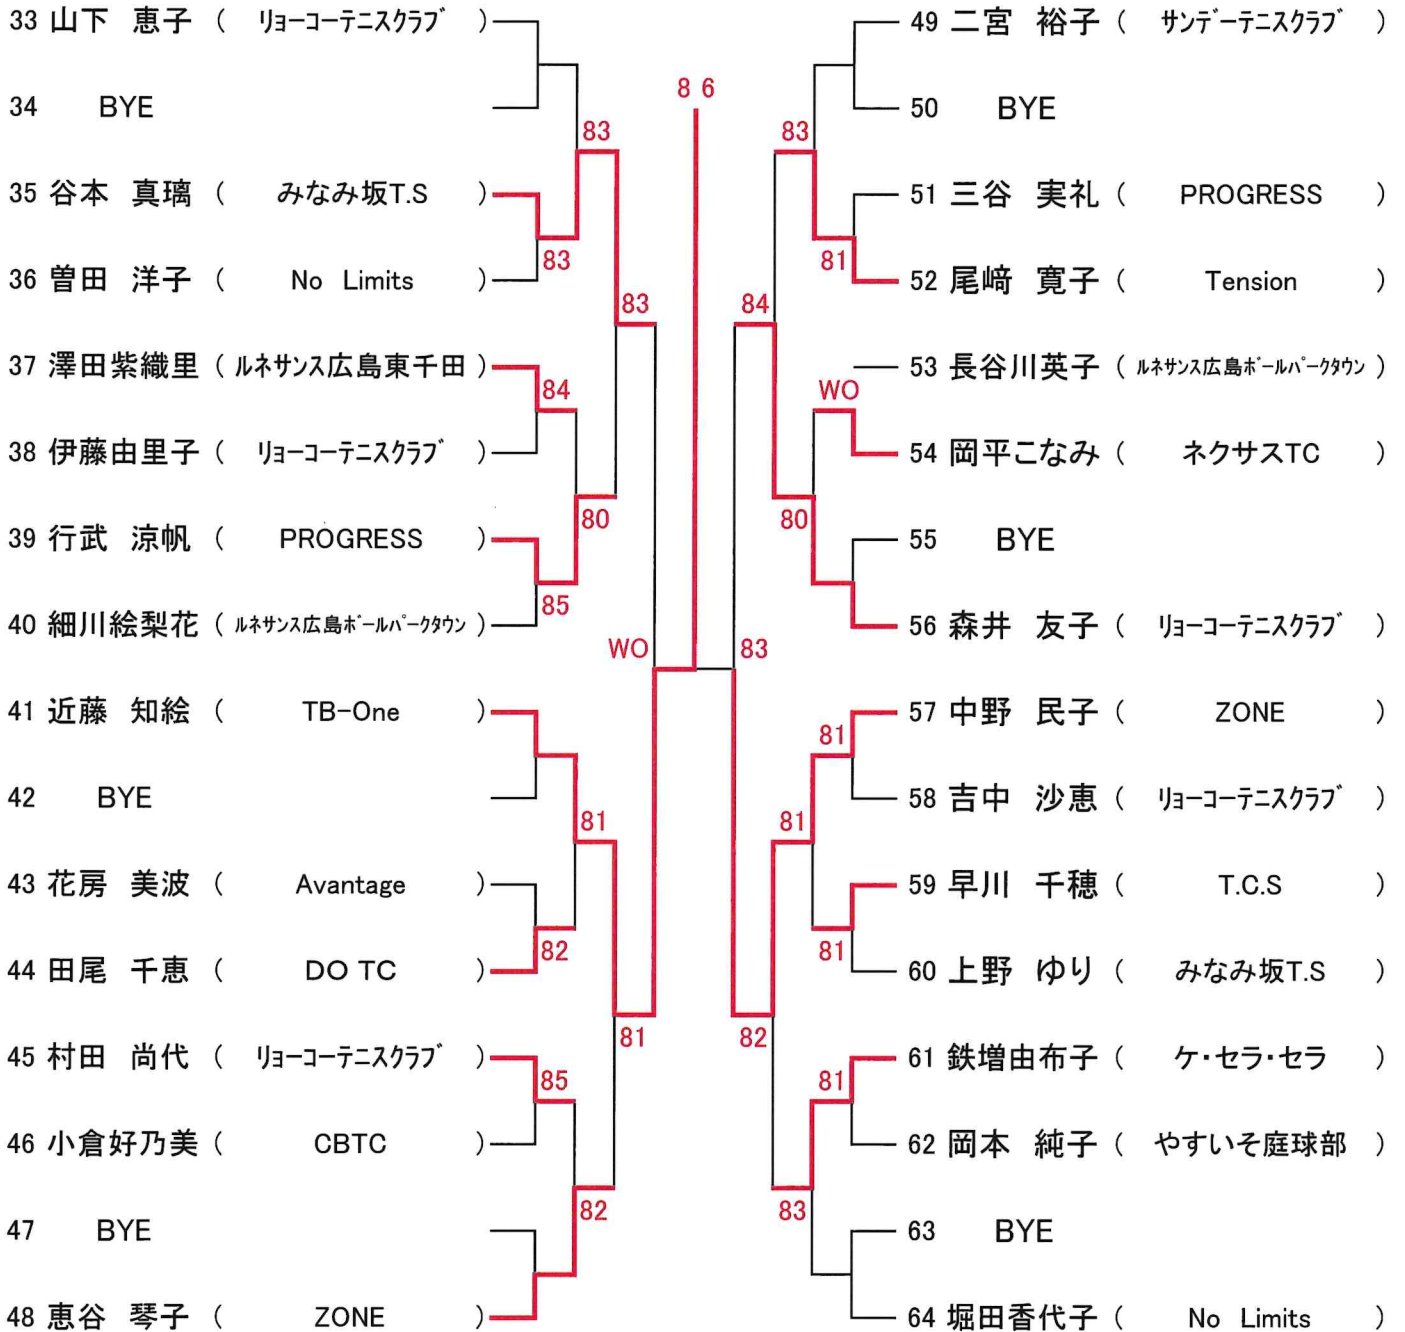 33 山下 恵子 ( リョーコーテニスクラブ )
34 BYE
35 谷本 真璃 ( みなみ坂T.S )
36 曽田 洋子 ( No Limits )
37 澤田紫織里 ( ルネサンス広島東千田 )
38 伊藤由里子 ( リョーコーテニスクラブ )
39 行武 涼帆 ( PROGRESS )
40 細川絵梨花 ( ルネサンス広島ボールパークタウン )
41 近藤 知絵 ( TB-One )
42 BYE
43 花房 美波 ( Avantage )
44 田尾 千恵 ( DO TC )
45 村田 尚代 ( リョーコーテニスクラブ )
46 小倉好乃美 ( CBTC )
47 BYE
48 恵谷 琴子 ( ZONE )
83
83
83
84
80
85
WO
81
82
81
85
82
8 6
83
81
84
WO
80
83
81
81
81
82
81
83
49 二宮 裕子 ( サンデーテニスクラブ )
50 BYE
51 三谷 実礼 ( PROGRESS )
52 尾﨑 寛子 ( Tension )
53 長谷川英子 ( ルネサンス広島ボールパークタウン )
54 岡平こなみ ( ネクサスTC )
55 BYE
56 森井 友子 ( リョーコーテニスクラブ )
57 中野 民子 ( ZONE )
58 吉中 沙恵 ( リョーコーテニスクラブ )
59 早川 千穂 ( T.C.S )
60 上野 ゆり ( みなみ坂T.S )
61 鉄増由布子 ( ケ・セラ・セラ )
62 岡本 純子 ( やすいそ庭球部 )
63 BYE
64 堀田香代子 ( No Limits )